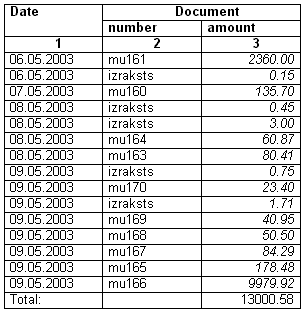 Date Document
number amount
1 2 3
06.05.2003 mu161 2360.00
06.05.2003 izraksts 0.15
07.05.2003 mu160 135.70
08.05.2003 izraksts 0.45
08.05.2003 izraksts 3.00
08.05.2003 mu164 60.87
08.05.2003 mu163 80.41
09.05.2003 izraksts 0.75
09.05.2003 mu170 23.40
09.05.2003 izraksts 1.71
09.05.2003 mu169 40.95
09.05.2003 mu168 50.50
09.05.2003 mu167 84.29
09.05.2003 mu165 178.48
09.05.2003 mu166 9979.92
Total: 13000.58